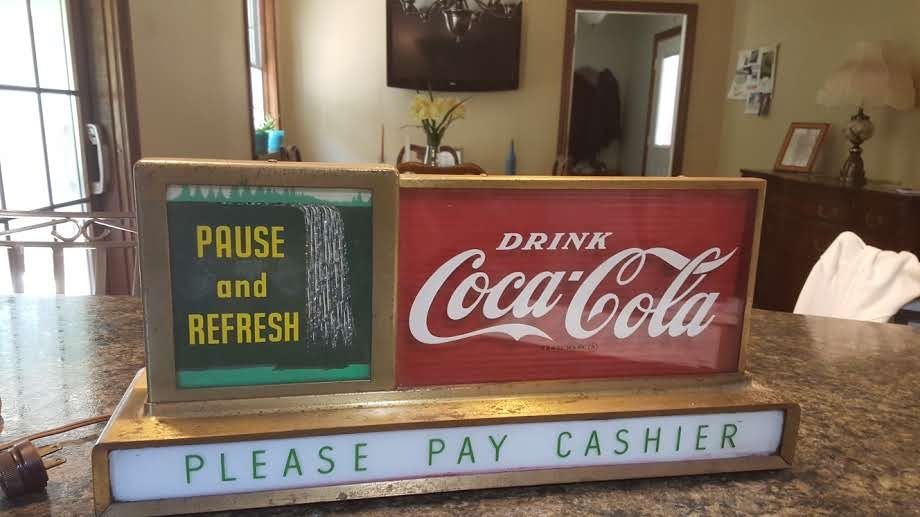 PAUSE
and
REFRESH
DRINK
Coca-Cola
PLEASE PAY CASHIER